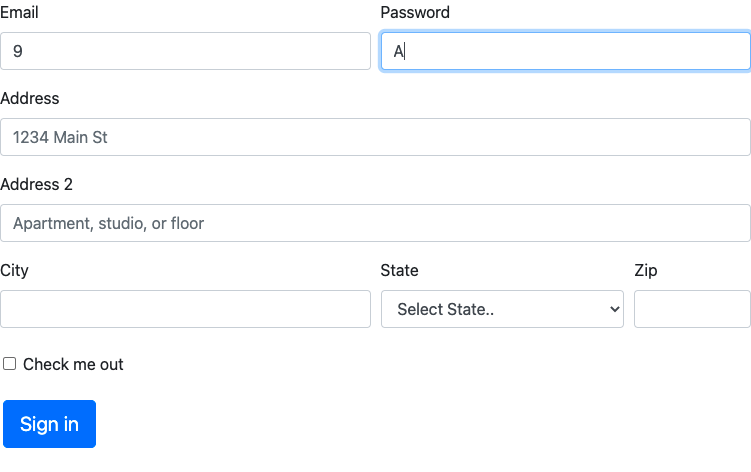 Email Password
9 A
Address
1234 Main St
Address 2
Apartment, studio, or floor
City State Zip
Select State..
Check me out
Sign in